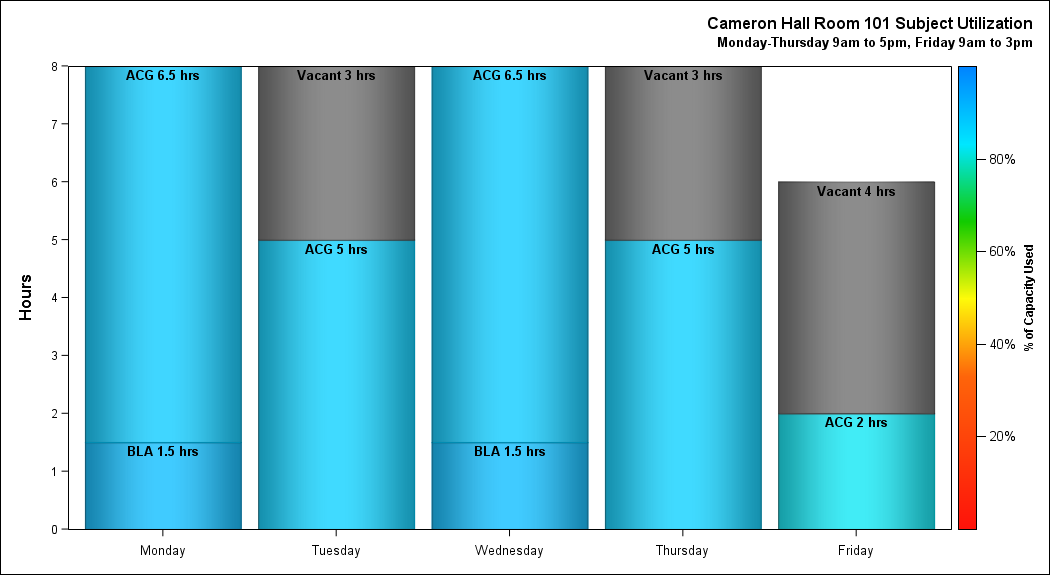 Cameron Hall Room 101 Subject Utilization
Monday-Thursday 9am to 5pm, Friday 9am to 3pm
8
7
6
5
4
3
2
1
0
Hours
ACG 6.5 hrs
BLA 1.5 hrs
Vacant 3 hrs
ACG 5 hrs
ACG 6.5 hrs
BLA 1.5 hrs
Vacant 3 hrs
ACG 5 hrs
Vacant 4 hrs
ACG 2 hrs
Monday
Tuesday
Wednesday
Thursday
Friday
80%
60%
40%
20%
% of Capacity Used